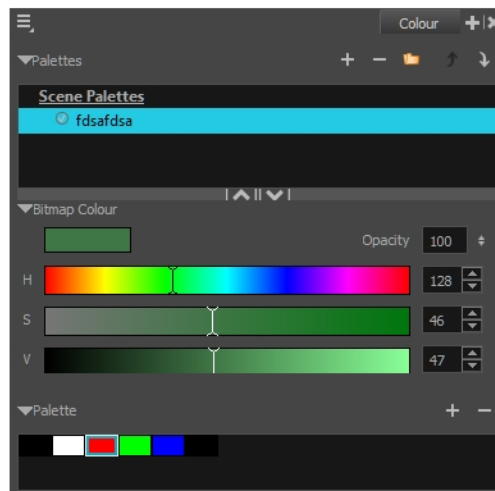 Colour
Palettes
Scene Palettes
fdsafdsa
Bitmap Colour
Opacity 100
H 128
S 46
V 47
Palette